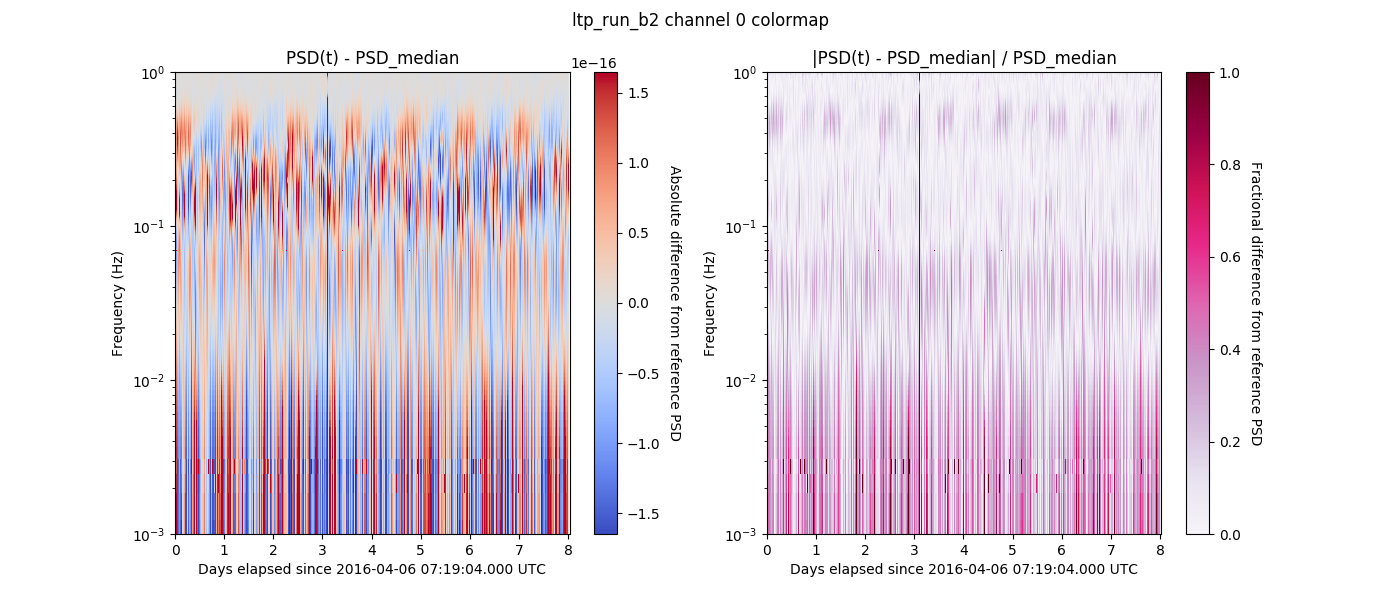 ltp_run_b2 channel 0 colormap
PSD(t) - PSD_median
1e−16
Frequency (Hz)
10⁰
10⁻¹
10⁻²
10⁻³
0 1 2 3 4 5 6 7 8
Days elapsed since 2016-04-06 07:19:04.000 UTC
1.5
1.0
0.5
0.0
−0.5
−1.0
−1.5
Absolute difference from reference PSD
|PSD(t) - PSD_median| / PSD_median
Frequency (Hz)
10⁰
10⁻¹
10⁻²
10⁻³
0 1 2 3 4 5 6 7 8
Days elapsed since 2016-04-06 07:19:04.000 UTC
1.0
0.8
0.6
0.4
0.2
0.0
Fractional difference from reference PSD